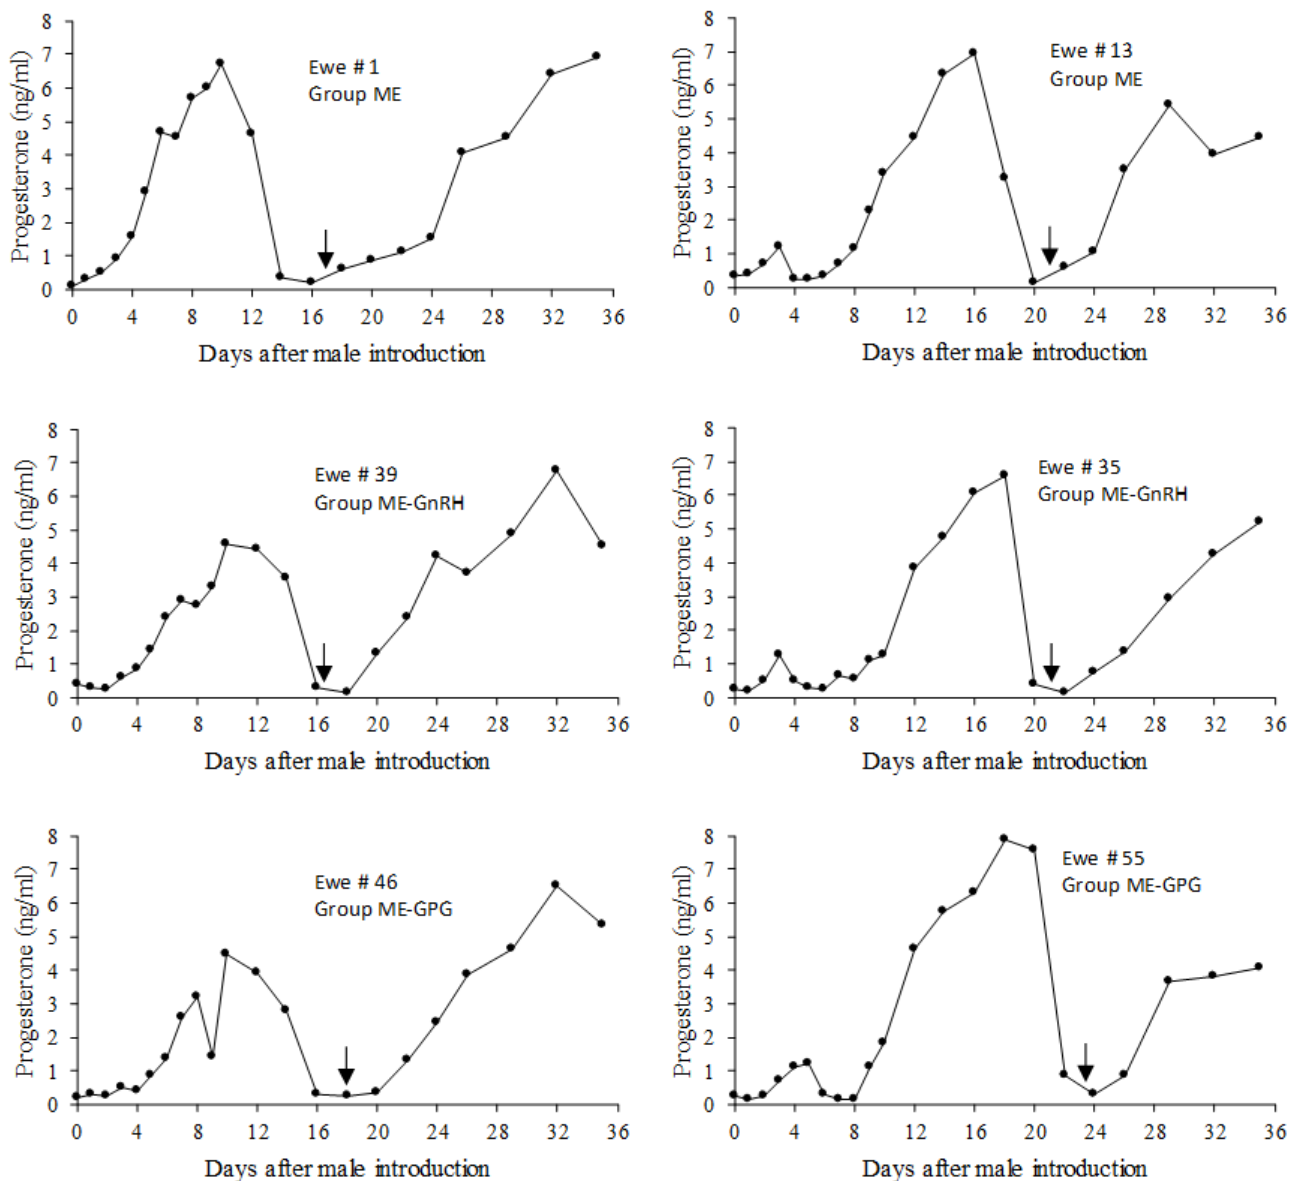 Progesterone (ng/ml)
8
7
6
5
4
3
2
1
0
Ewe # 1
Group ME
0 4 8 12 16 20 24 28 32 36
Days after male introduction
Progesterone (ng/ml)
8
7
6
5
4
3
2
1
0
Ewe # 13
Group ME
0 4 8 12 16 20 24 28 32 36
Days after male introduction
Progesterone (ng/ml)
8
7
6
5
4
3
2
1
0
Ewe # 39
Group ME-GnRH
0 4 8 12 16 20 24 28 32 36
Days after male introduction
Progesterone (ng/ml)
8
7
6
5
4
3
2
1
0
Ewe # 35
Group ME-GnRH
0 4 8 12 16 20 24 28 32 36
Days after male introduction
Progesterone (ng/ml)
8
7
6
5
4
3
2
1
0
Ewe # 46
Group ME-GPG
0 4 8 12 16 20 24 28 32 36
Days after male introduction
Progesterone (ng/ml)
8
7
6
5
4
3
2
1
0
Ewe # 55
Group ME-GPG
0 4 8 12 16 20 24 28 32 36
Days after male introduction